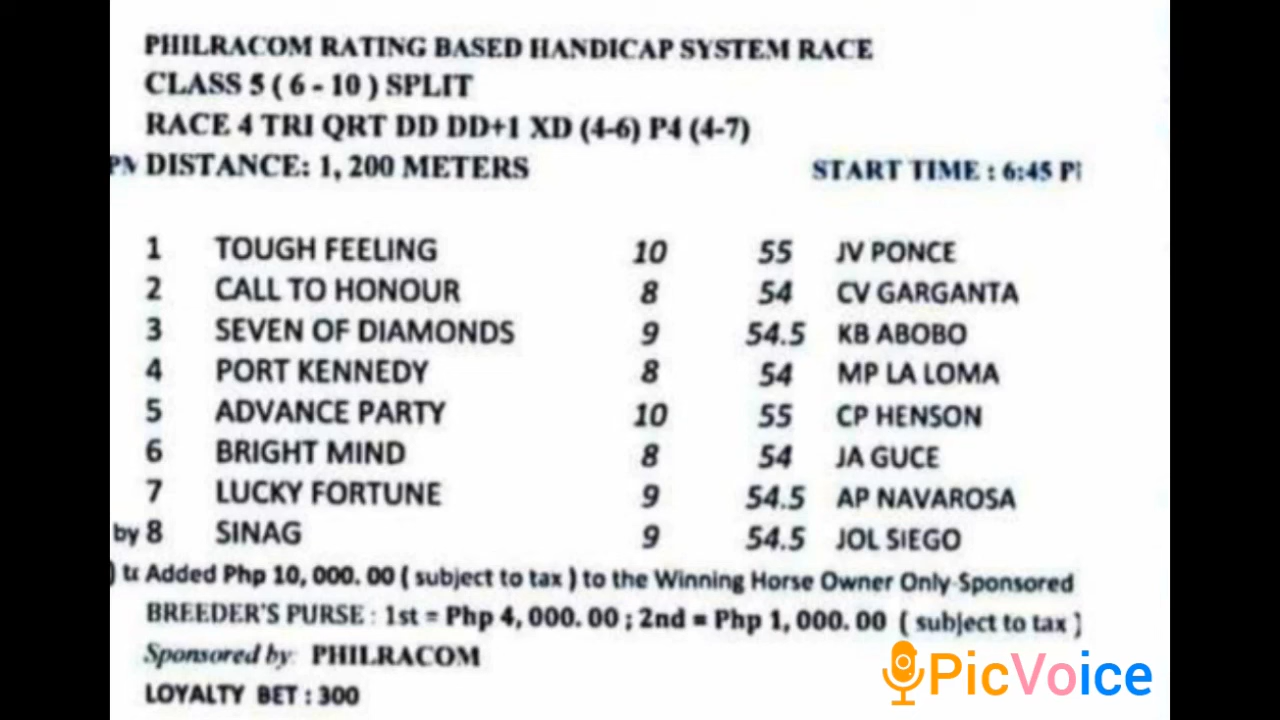 PHILRACOM RATING BASED HANDICAP SYSTEM RACE
CLASS 5 ( 6 - 10 ) SPLIT
RACE 4 TRI QRT DD DD+1 XD (4-6) P4 (4-7)
PM DISTANCE: 1, 200 METERS START TIME : 6:45 P
1 TOUGH FEELING 10 55 JV PONCE
2 CALL TO HONOUR 8 54 CV GARGANTA
3 SEVEN OF DIAMONDS 9 54.5 KB ABOBO
4 PORT KENNEDY 8 54 MP LA LOMA
5 ADVANCE PARTY 10 55 CP HENSON
6 BRIGHT MIND 8 54 JA GUCE
7 LUCKY FORTUNE 9 54.5 AP NAVAROSA
by 8 SINAG 9 54.5 JOL SIEGO
Added Php 10, 000. 00 ( subject to tax ) to the Winning Horse Owner Only-Sponsored
BREEDER'S PURSE : 1st = Php 4, 000. 00 ; 2nd = Php 1, 000. 00 ( subject to tax )
Sponsored by: PHILRACOM
LOYALTY BET : 300
PicVoice